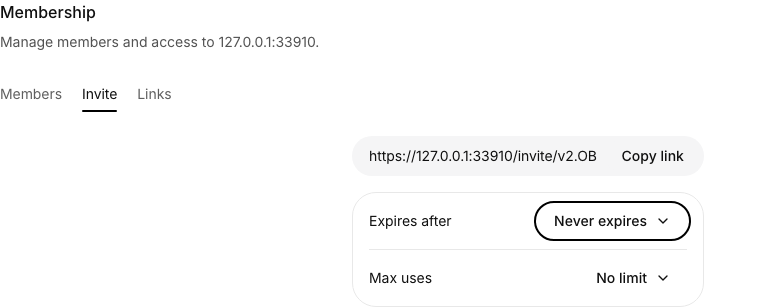 Membership
Manage members and access to 127.0.0.1:33910.
Members Invite Links
https://127.0.0.1:33910/invite/v2.OB Copy link
Expires after Never expires
Max uses No limit